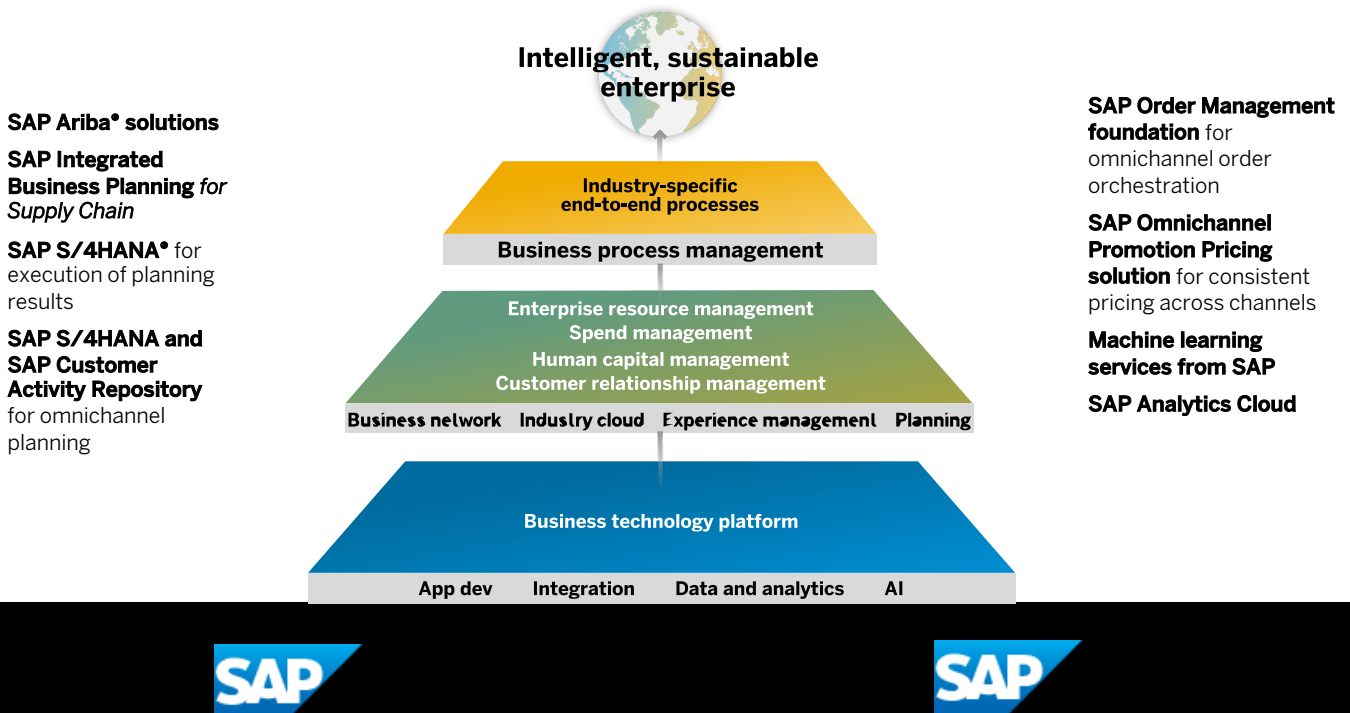 Intelligent, sustainable
enterprise
SAP Ariba® solutions
SAP Integrated
Business Planning for
Supply Chain
SAP S/4HANA® for
execution of planning
results
SAP S/4HANA and
SAP Customer
Activity Repository
for omnichannel
planning
Industry-specific
end-to-end processes
Business process management
Enterprise resource management
Spend management
Human capital management
Customer relationship management
Business network Industry cloud Experience management Planning
Business technology platform
App dev Integration Data and analytics AI
SAP Order Management
foundation for
omnichannel order
orchestration
SAP Omnichannel
Promotion Pricing
solution for consistent
pricing across channels
Machine learning
services from SAP
SAP Analytics Cloud
SAP
SAP